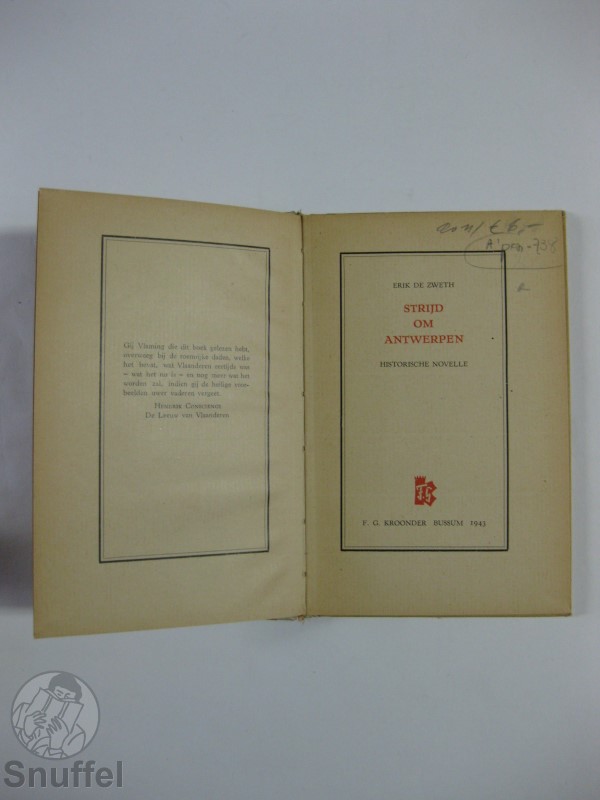 Gij Vlaming die dit boek gelezen hebt,
overweeg bij de roemrijke daden, welke
het bevat, wat Vlaanderen eertijds was
— wat het nu is — en nog meer wat het
worden zal, indien gij de heilige voor-
beelden uwer vaderen vergeet.
Hendrik Conscience
De Leeuw van Vlaanderen
ERIK DE ZWETH
STRIJD
OM
ANTWERPEN
HISTORISCHE NOVELLE
F. G. KROONDER BUSSUM 1943
Snuffel